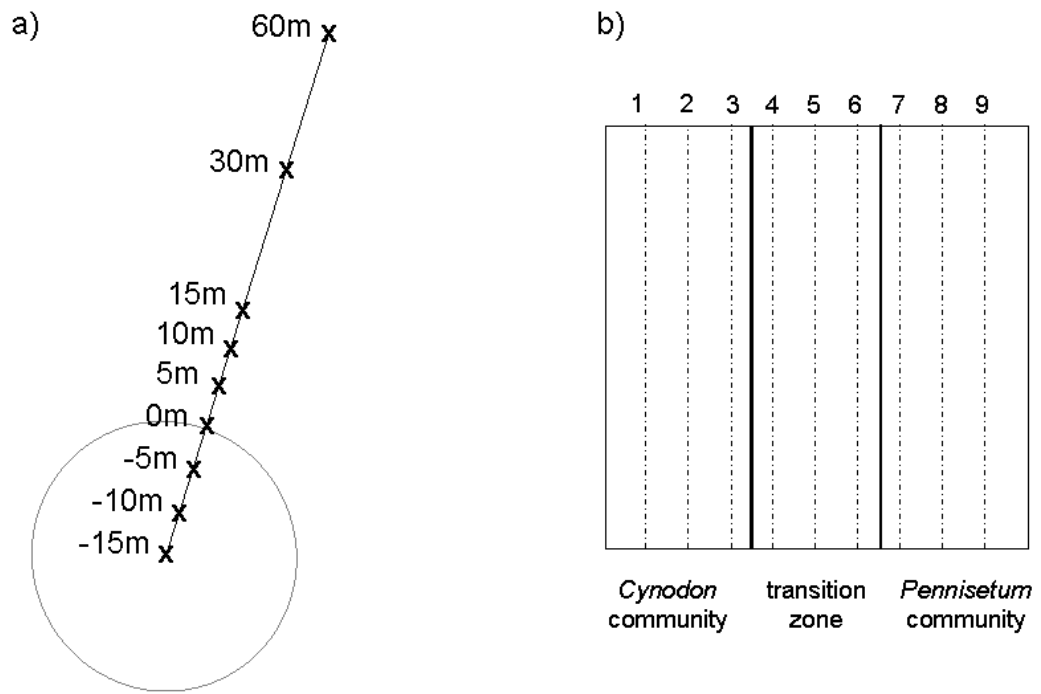 a)
60m
30m
15m
10m
5m
0m
-5m
-10m
-15m
b)
1 2 3 4 5 6 7 8 9
Cynodon community
transition zone
Pennisetum community